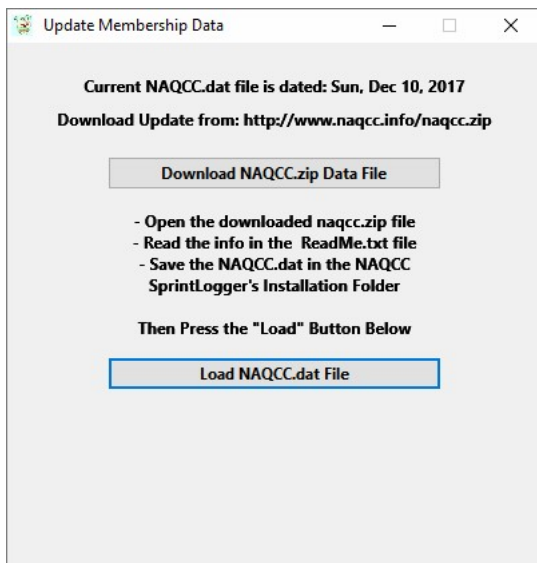 Update Membership Data
Current NAQCC.dat file is dated: Sun, Dec 10, 2017
Download Update from: http://www.naqcc.info/naqcc.zip
Download NAQCC.zip Data File
- Open the downloaded naqcc.zip file
- Read the info in the  ReadMe.txt file
- Save the NAQCC.dat in the NAQCC
SprintLogger's Installation Folder
Then Press the "Load" Button Below
Load NAQCC.dat File